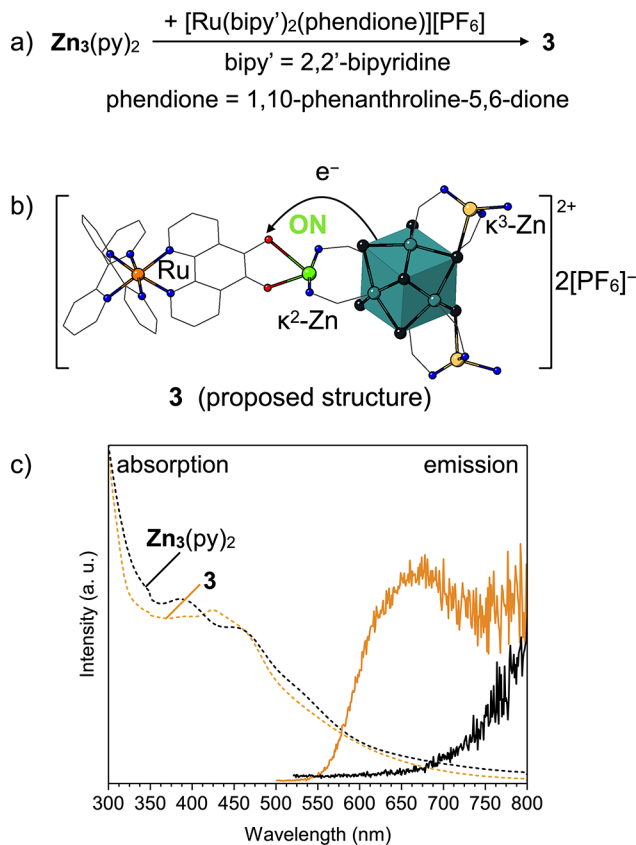 a) Zn3(py)2 + [Ru(bipy')2(phendione)][PF6] 3
bipy' = 2,2'-bipyridine
phendione = 1,10-phenanthroline-5,6-dione
b) e− 2+
ON κ3-Zn
Ru 2[PF6]−
κ2-Zn
3 (proposed structure)
c) absorption emission
Zn3(py)2
3
Intensity (a. u.)
300 350 400 450 500 550 600 650 700 750 800
Wavelength (nm)